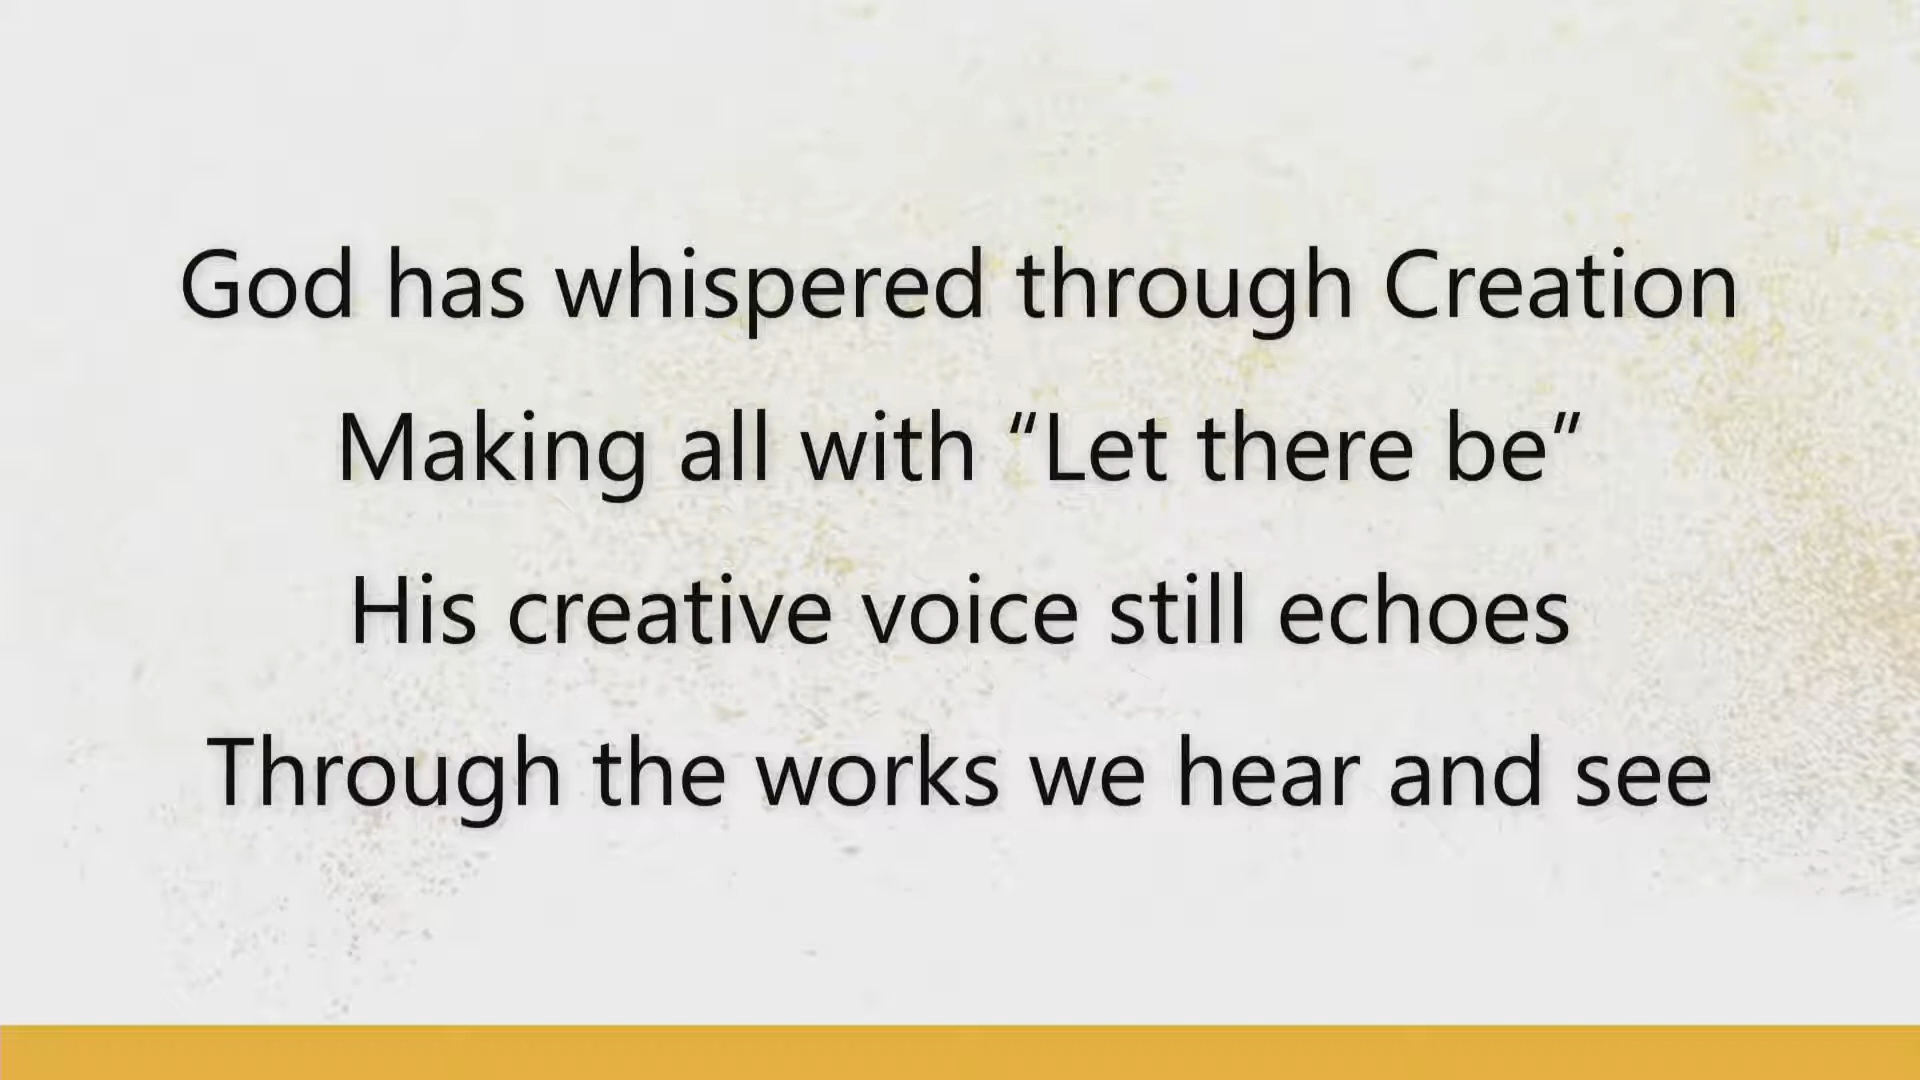 God has whispered through Creation
Making all with “Let there be”
His creative voice still echoes
Through the works we hear and see